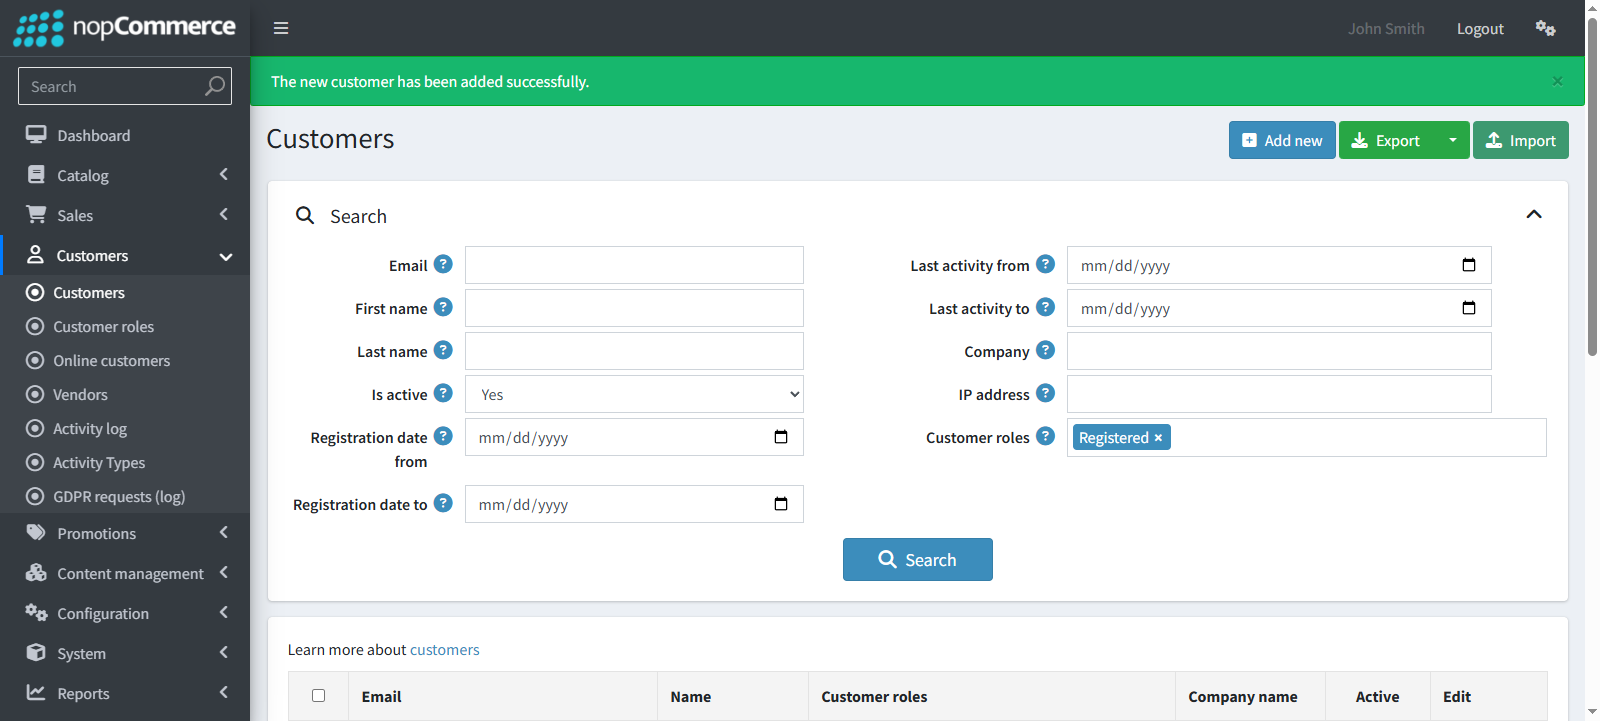 nopCommerce
John Smith
Logout
Search
The new customer has been added successfully.
×
Dashboard
Catalog
Sales
Customers
Customers
Customer roles
Online customers
Vendors
Activity log
Activity Types
GDPR requests (log)
Promotions
Content management
Configuration
System
Reports
Customers
Add new
Export
Import
Search
Email ?
First name ?
Last name ?
Is active ? Yes
Registration date from ? mm/dd/yyyy
Registration date to ? mm/dd/yyyy
Last activity from ? mm/dd/yyyy
Last activity to ? mm/dd/yyyy
Company ?
IP address ?
Customer roles ? Registered ×
Search
Learn more about customers
Email Name Customer roles Company name Active Edit